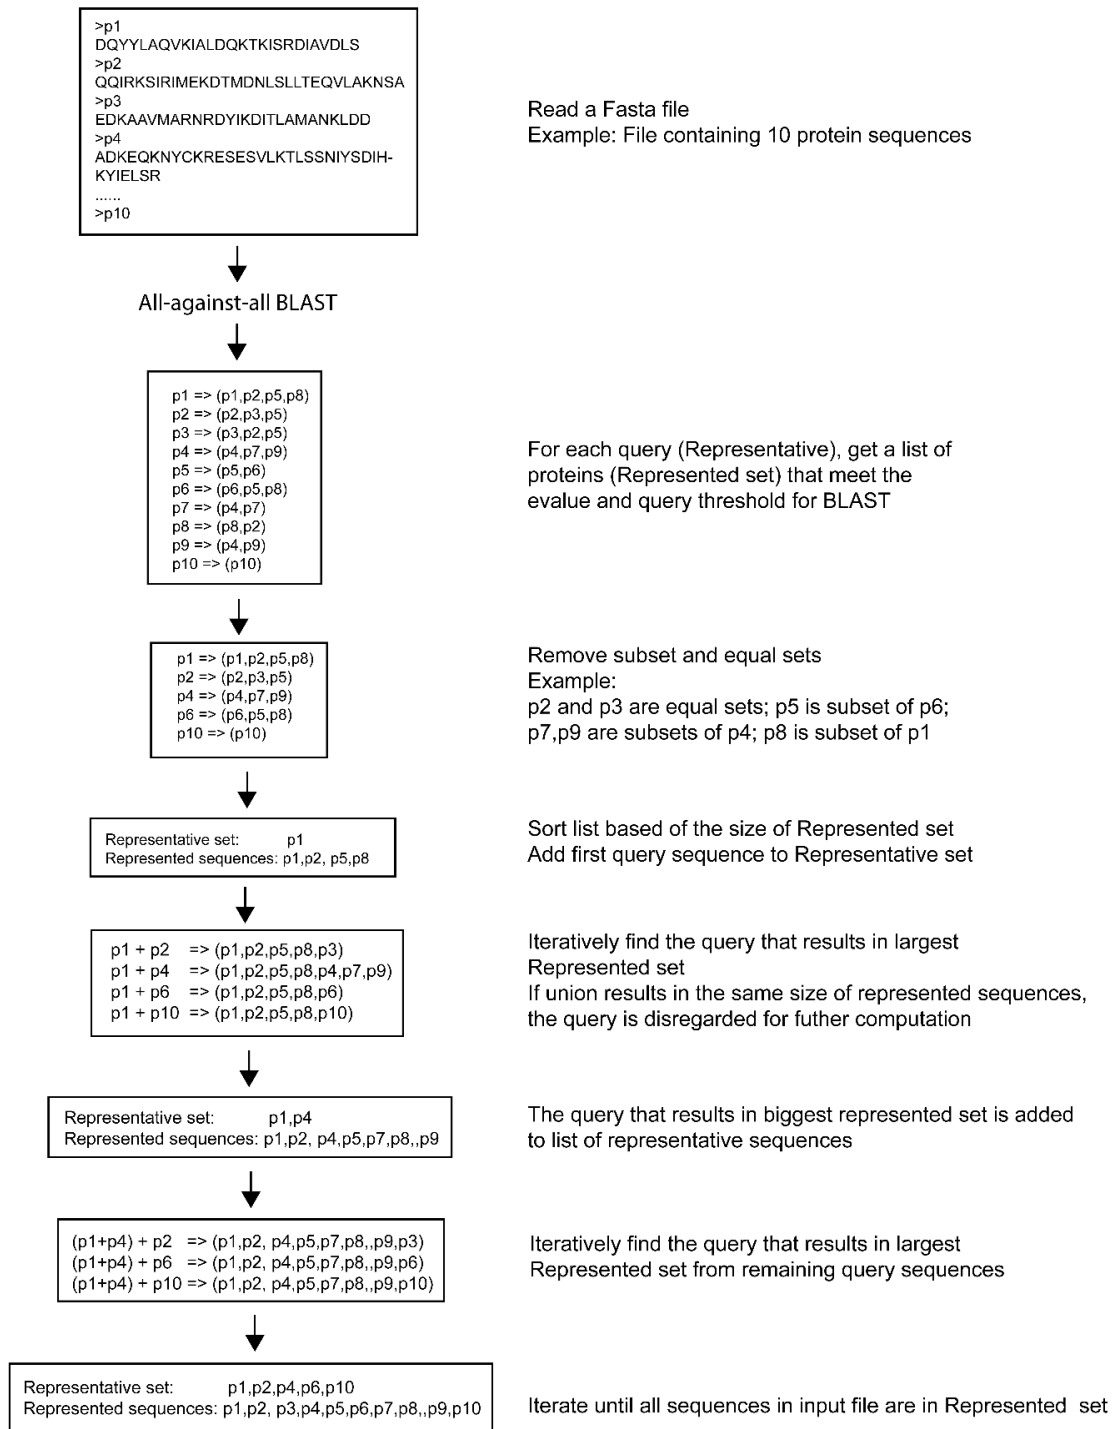 >p1
DQYYLAQVKIALDQKTKISRDIAVDLS
>p2
QQIRKSIRIMEKDTMDNLSLLTEQVLAKNSA
>p3
EDKAAVMARNRDYIKDITLAMANKLDD
>p4
ADKEQKNYCKRESESVLKTLSSNIYSDIH-
KYIELSR
......
>p10
Read a Fasta file
Example: File containing 10 protein sequences
All-against-all BLAST
p1 => (p1,p2,p5,p8)
p2 => (p2,p3,p5)
p3 => (p3,p2,p5)
p4 => (p4,p7,p9)
p5 => (p5,p6)
p6 => (p6,p5,p8)
p7 => (p4,p7)
p8 => (p8,p2)
p9 => (p4,p9)
p10 => (p10)
For each query (Representative), get a list of
proteins (Represented set) that meet the
evalue and query threshold for BLAST
p1 => (p1,p2,p5,p8)
p2 => (p2,p3,p5)
p4 => (p4,p7,p9)
p6 => (p6,p5,p8)
p10 => (p10)
Remove subset and equal sets
Example:
p2 and p3 are equal sets; p5 is subset of p6;
p7,p9 are subsets of p4; p8 is subset of p1
Representative set: p1
Represented sequences: p1,p2, p5,p8
Sort list based of the size of Represented set
Add first query sequence to Representative set
p1 + p2 => (p1,p2,p5,p8,p3)
p1 + p4 => (p1,p2,p5,p8,p4,p7,p9)
p1 + p6 => (p1,p2,p5,p8,p6)
p1 + p10 => (p1,p2,p5,p8,p10)
Iteratively find the query that results in largest
Represented set
If union results in the same size of represented sequences,
the query is disregarded for futher computation
Representative set: p1,p4
Represented sequences: p1,p2, p4,p5,p7,p8,,p9
The query that results in biggest represented set is added
to list of representative sequences
(p1+p4) + p2 => (p1,p2, p4,p5,p7,p8,,p9,p3)
(p1+p4) + p6 => (p1,p2, p4,p5,p7,p8,,p9,p6)
(p1+p4) + p10 => (p1,p2, p4,p5,p7,p8,,p9,p10)
Iteratively find the query that results in largest
Represented set from remaining query sequences
Representative set: p1,p2,p4,p6,p10
Represented sequences: p1,p2, p3,p4,p5,p6,p7,p8,,p9,p10
Iterate until all sequences in input file are in Represented set